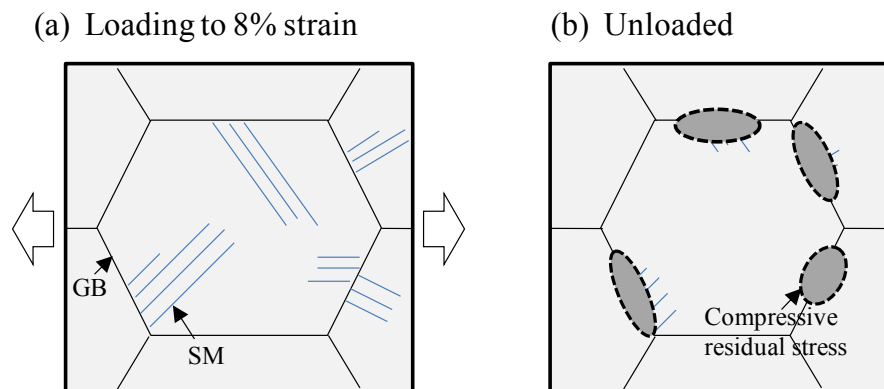 (a) Loading to 8% strain
(b) Unloaded
GB
SM
Compressive
residual stress